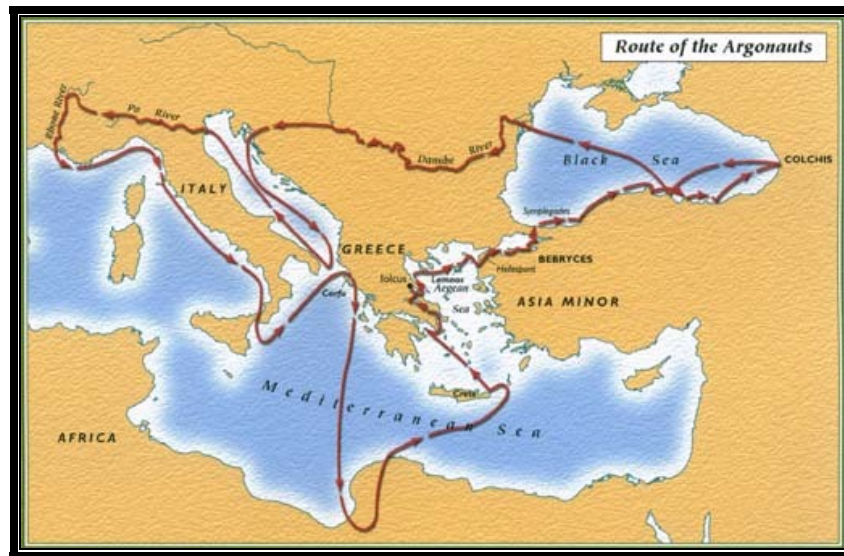 Route of the Argonauts
Rhone River
Po River
Danube River
Black Sea
COLCHIS
ITALY
Symplegades
GREECE
BEBRYCES
Iolcus
Lemnos
Hellespont
Corfu
Aegean
Sea
ASIA MINOR
Crete
Mediterranean Sea
AFRICA